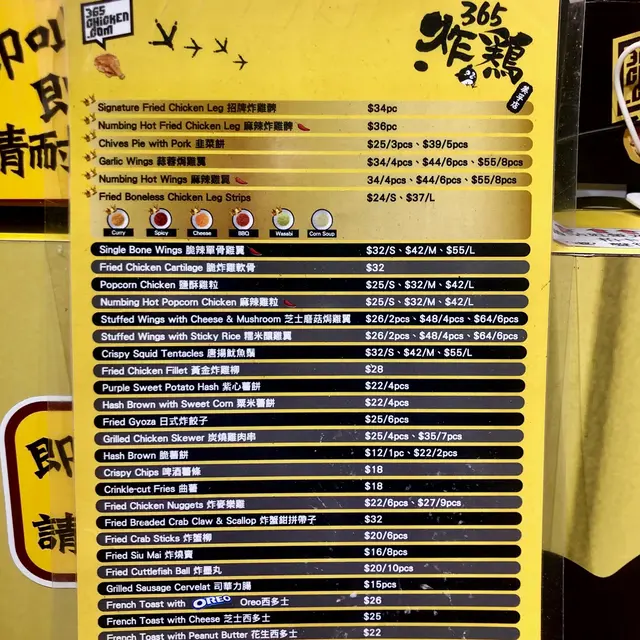 365
CHICKEN
.COM
365
炸鷄
Signature Fried Chicken Leg 招牌炸雞髀 $34pc
Numbing Hot Fried Chicken Leg 麻辣炸雞髀 $36pc
Chives Pie with Pork 韭菜餅 $25/3pcs、$39/5pcs
Garlic Wings 蒜蓉焗雞翼 $34/4pcs、$44/6pcs、$55/8pcs
Numbing Hot Wings 麻辣雞翼 34/4pcs、$44/6pcs、$55/8pcs
Fried Boneless Chicken Leg Strips $24/S、$37/L
Curry Spicy Cheese BBQ Wasabi Corn Soup
Single Bone Wings 脆辣單骨雞翼 $32/S、$42/M、$55/L
Fried Chicken Cartilage 脆炸雞軟骨 $32
Popcorn Chicken 鹽酥雞粒 $25/S、$32/M、$42/L
Numbing Hot Popcorn Chicken 麻辣雞粒 $25/S、$32/M、$42/L
Stuffed Wings with Cheese & Mushroom 芝士磨菇焗雞翼 $26/2pcs、$48/4pcs、$64/6pcs
Stuffed Wings with Sticky Rice 糯米釀雞翼 $26/2pcs、$48/4pcs、$64/6pcs
Crispy Squid Tentacles 唐揚魷魚鬚 $32/S、$42/M、$55/L
Fried Chicken Fillet 黃金炸雞柳 $28
Purple Sweet Potato Hash 紫心薯餅 $22/4pcs
Hash Brown with Sweet Corn 粟米薯餅 $22/4pcs
Fried Gyoza 日式炸餃子 $25/6pcs
Grilled Chicken Skewer 炭燒雞肉串 $25/4pcs、$35/7pcs
Hash Brown 脆薯餅 $12/1pc、$22/2pcs
Crispy Chips 啤酒薯條 $18
Crinkle-cut Fries 曲薯 $18
Fried Chicken Nuggets 炸麥樂雞 $22/6pcs、$27/9pcs
Fried Breaded Crab Claw & Scallop 炸蟹鉗拼帶子 $32
Fried Crab Sticks 炸蟹柳 $20/6pcs
Fried Siu Mai 炸燒賣 $16/8pcs
Fried Cuttlefish Ball 炸墨丸 $20/10pcs
Grilled Sausage Cervelat 司華力腸 $15pcs
French Toast with OREO Oreo西多士 $26
French Toast with Cheese 芝士西多士 $25
French Toast with Peanut Butter 花生西多士 $22
即
請